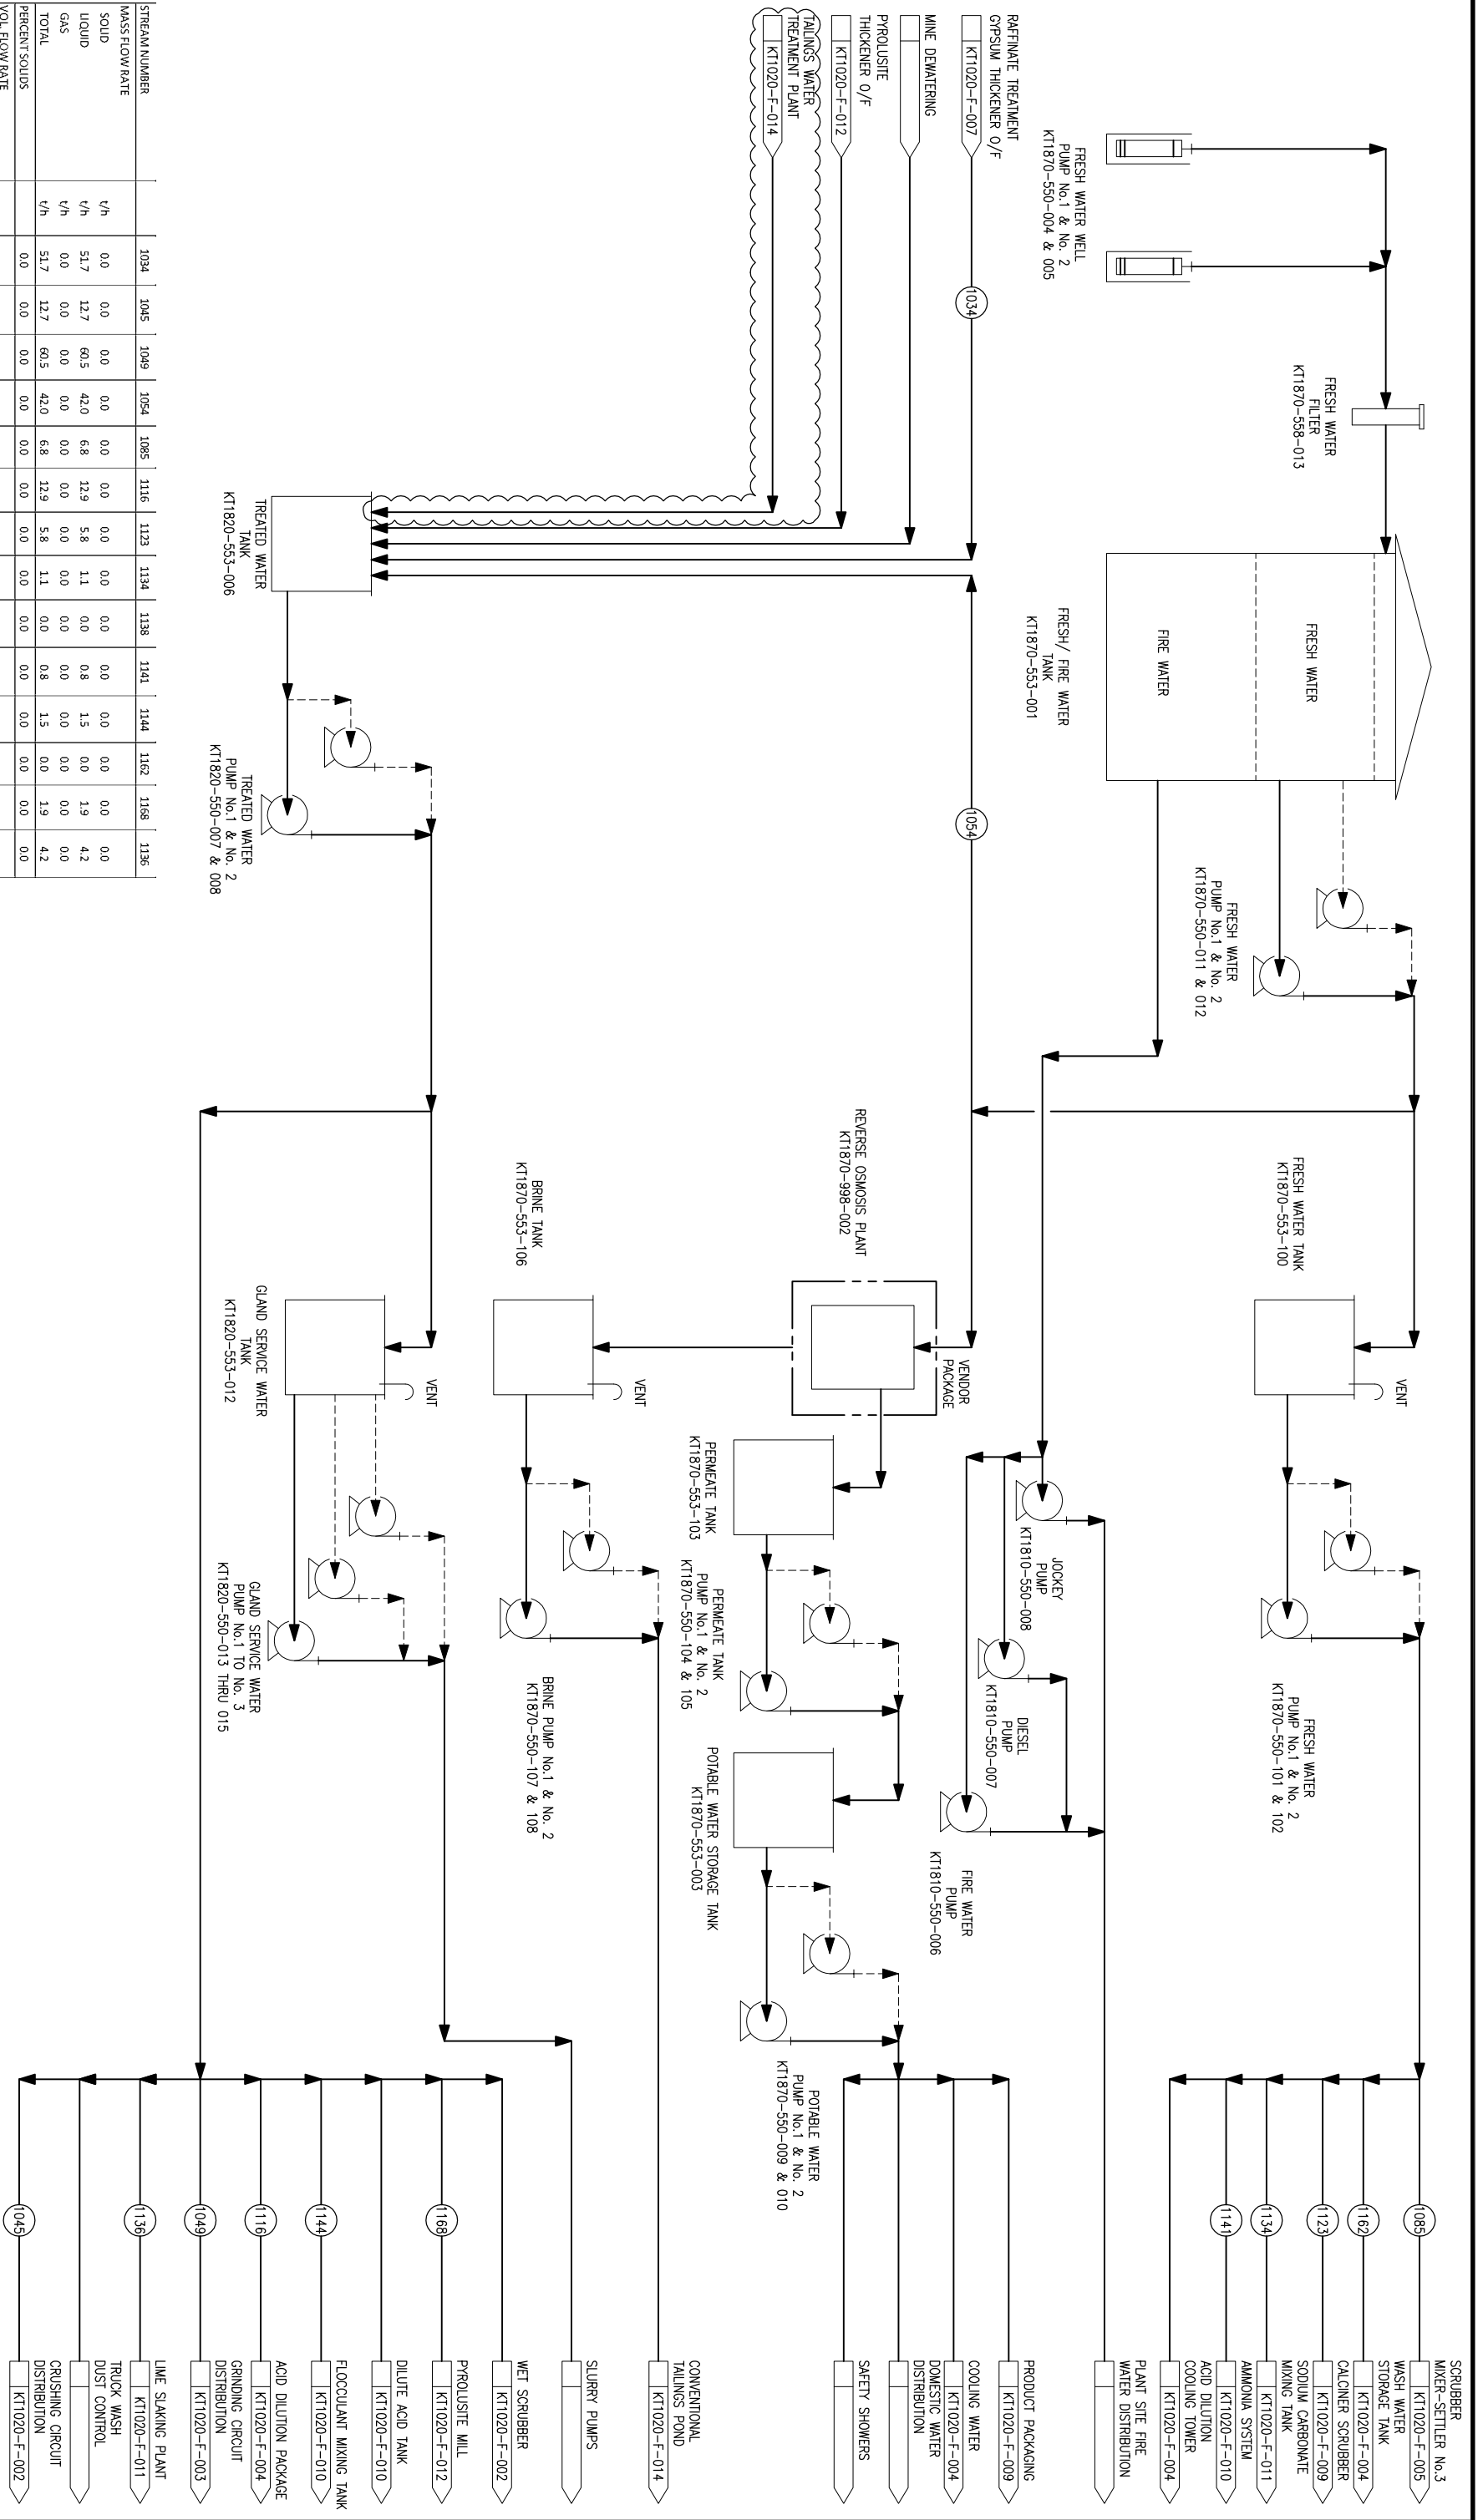 SCRUBBER
MIXER-SETTLER No.3
KT1020-F-005
1085
WASH WATER
STORAGE TANK
KT1020-F-004
1162
CALCINER SCRUBBER
KT1020-F-009
1123
SODIUM CARBONATE
MIXING TANK
KT1020-F-011
1134
AMMONIA SYSTEM
KT1020-F-010
1141
ACID DILUTION
COOLING TOWER
KT1020-F-004
PLANT SITE FIRE
WATER DISTRIBUTION
PRODUCT PACKAGING
KT1020-F-009
COOLING WATER
KT1020-F-004
DOMESTIC WATER
DISTRIBUTION
SAFETY SHOWERS
CONVENTIONAL
TAILINGS POND
KT1020-F-014
SLURRY PUMPS
WET SCRUBBER
KT1020-F-002
PYROLUSITE MILL
KT1020-F-012
1168
DILUTE ACID TANK
KT1020-F-010
FLOCCULANT MIXING TANK
KT1020-F-010
1144
ACID DILUTION PACKAGE
KT1020-F-004
1116
GRINDING CIRCUIT
DISTRIBUTION
KT1020-F-003
1049
LIME SLAKING PLANT
KT1020-F-011
1136
TRUCK WASH
DUST CONTROL
CRUSHING CIRCUIT
DISTRIBUTION
KT1020-F-002
1045
FRESH WATER WELL
PUMP No.1 & No. 2
KT1870-550-004 & 005
FRESH WATER
FILTER
KT1870-558-013
FRESH WATER
FIRE WATER
FRESH/ FIRE WATER
TANK
KT1870-553-001
FRESH WATER
PUMP No.1 & No. 2
KT1870-550-011 & 012
FRESH WATER TANK
KT1870-553-100
VENT
FRESH WATER
PUMP No.1 & No. 2
KT1870-550-101 & 102
JOCKEY
PUMP
KT1810-550-008
DIESEL
PUMP
KT1810-550-007
FIRE WATER
PUMP
KT1810-550-006
RAFFINATE TREATMENT
GYPSUM THICKENER O/F
KT1020-F-007
1034
1054
MINE DEWATERING
PYROLUSITE
THICKENER O/F
KT1020-F-012
TAILINGS WATER
TREATMENT PLANT
KT1020-F-014
REVERSE OSMOSIS PLANT
KT1870-998-002
VENDOR
PACKAGE
PERMEATE TANK
KT1870-553-103
PERMEATE TANK
PUMP No.1 & No. 2
KT1870-550-104 & 105
POTABLE WATER STORAGE TANK
KT1870-553-003
POTABLE WATER
PUMP No.1 & No. 2
KT1870-550-009 & 010
BRINE TANK
KT1870-553-106
VENT
BRINE PUMP No.1 & No. 2
KT1870-550-107 & 108
TREATED WATER
TANK
KT1820-553-006
TREATED WATER
PUMP No.1 & No. 2
KT1820-550-007 & 008
GLAND SERVICE WATER
TANK
KT1820-553-012
VENT
GLAND SERVICE WATER
PUMP No.1 TO No. 3
KT1820-550-013 THRU 015
STREAM NUMBER 1034 1045 1049 1054 1085 1116 1123 1134 1138 1141 1144 1162 1168 1136
MASS FLOW RATE
SOLID t/h 0.0 0.0 0.0 0.0 0.0 0.0 0.0 0.0 0.0 0.0 0.0 0.0 0.0 0.0
LIQUID t/h 51.7 12.7 60.5 42.0 6.8 12.9 5.8 1.1 0.0 0.8 1.5 0.0 1.9 4.2
GAS t/h 0.0 0.0 0.0 0.0 0.0 0.0 0.0 0.0 0.0 0.0 0.0 0.0 0.0 0.0
TOTAL t/h 51.7 12.7 60.5 42.0 6.8 12.9 5.8 1.1 0.0 0.8 1.5 0.0 1.9 4.2
PERCENT SOLIDS 0.0 0.0 0.0 0.0 0.0 0.0 0.0 0.0 0.0 0.0 0.0 0.0 0.0 0.0
VOL. FLOW RATE